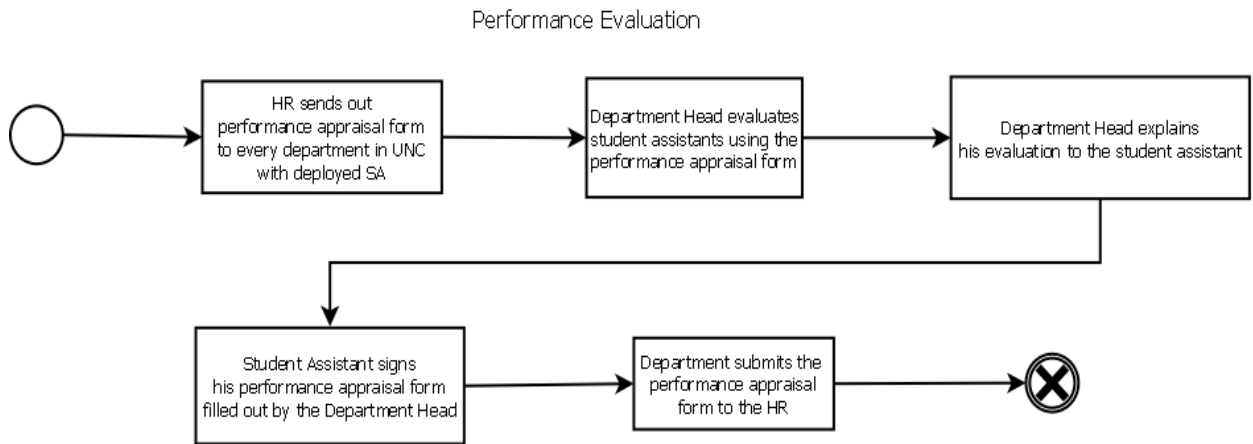 Performance Evaluation
HR sends out
performance appraisal form
to every department in UNC
with deployed SA
Department Head evaluates
student assistants using the
performance appraisal form
Department Head explains
his evaluation to the student assistant
Student Assistant signs
his performance appraisal form
filled out by the Department Head
Department submits the
performance appraisal
form to the HR